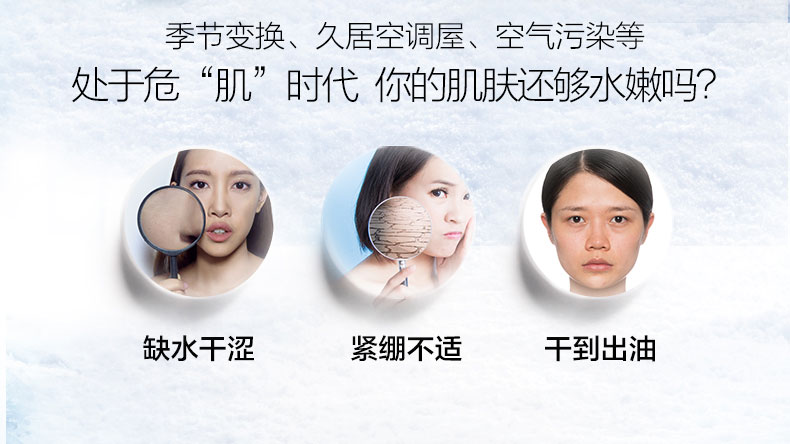 季节变换、久居空调屋、空气污染等
处于危“肌”时代 你的肌肤还够水嫩吗？
缺水干涩 紧绷不适 干到出油